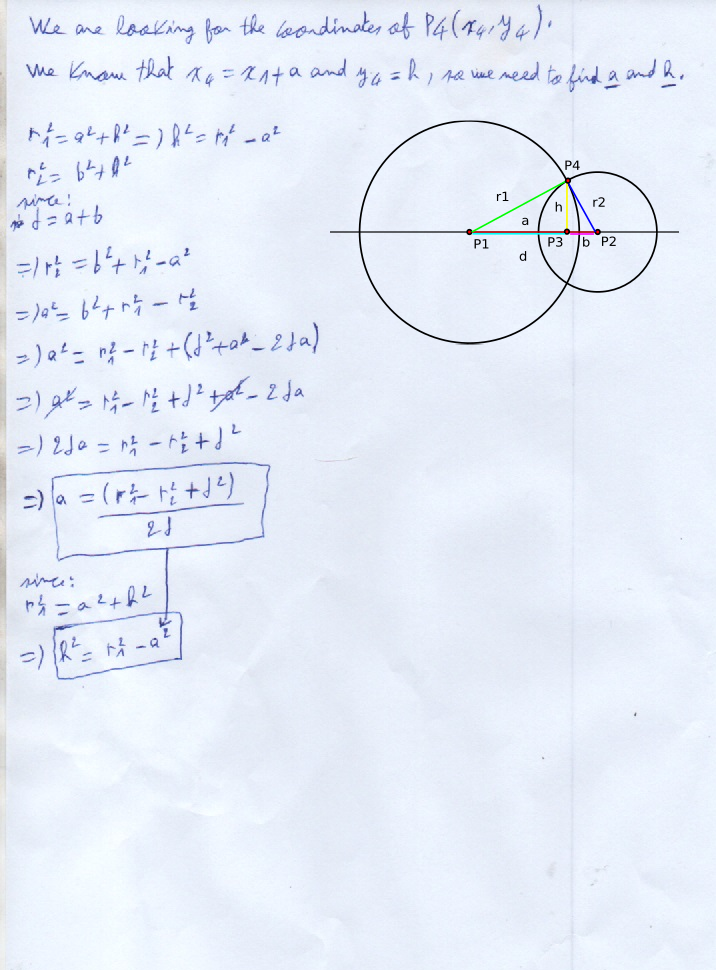 We are looking for the coordinates of P4(x₄, y₄).
We know that x₄ = x1 + a and y₄ = h, so we need to find a and h.
r₁² = a² + h² => h² = r₁² - a²
r₂² = b² + h²
since:
d = a + b
=> r₂² = b² + r₁² - a²
=> a² = b² + r₁² - r₂²
=> a² = r₁² - r₂² + (d² + a² - 2da)
=> a² = r₁² - r₂² + d² + a² - 2da
=> 2da = r₁² - r₂² + d²
=> a = (r₁² - r₂² + d²)
2d
since:
r₁² = a² + h²
=> h² = r₁² - a²
P4
r1
r2
h
a
P1
P3
b
P2
d